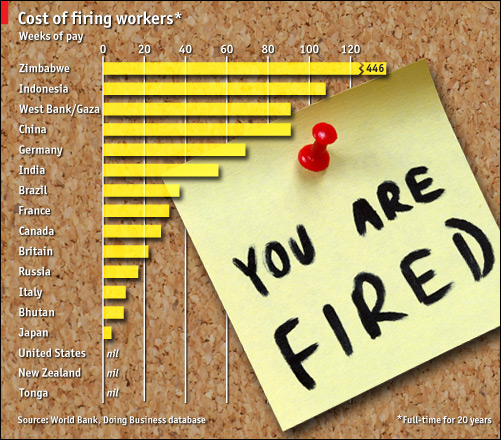 Cost of firing workers*
Weeks of pay
0 20 40 60 80 100 120
Zimbabwe 446
Indonesia
West Bank/Gaza
China
Germany
India
Brazil
France
Canada
Britain
Russia
Italy
Bhutan
Japan
United States nil
New Zealand nil
Tonga nil
YOU ARE
FIRED
Source: World Bank, Doing Business database
*Full-time for 20 years